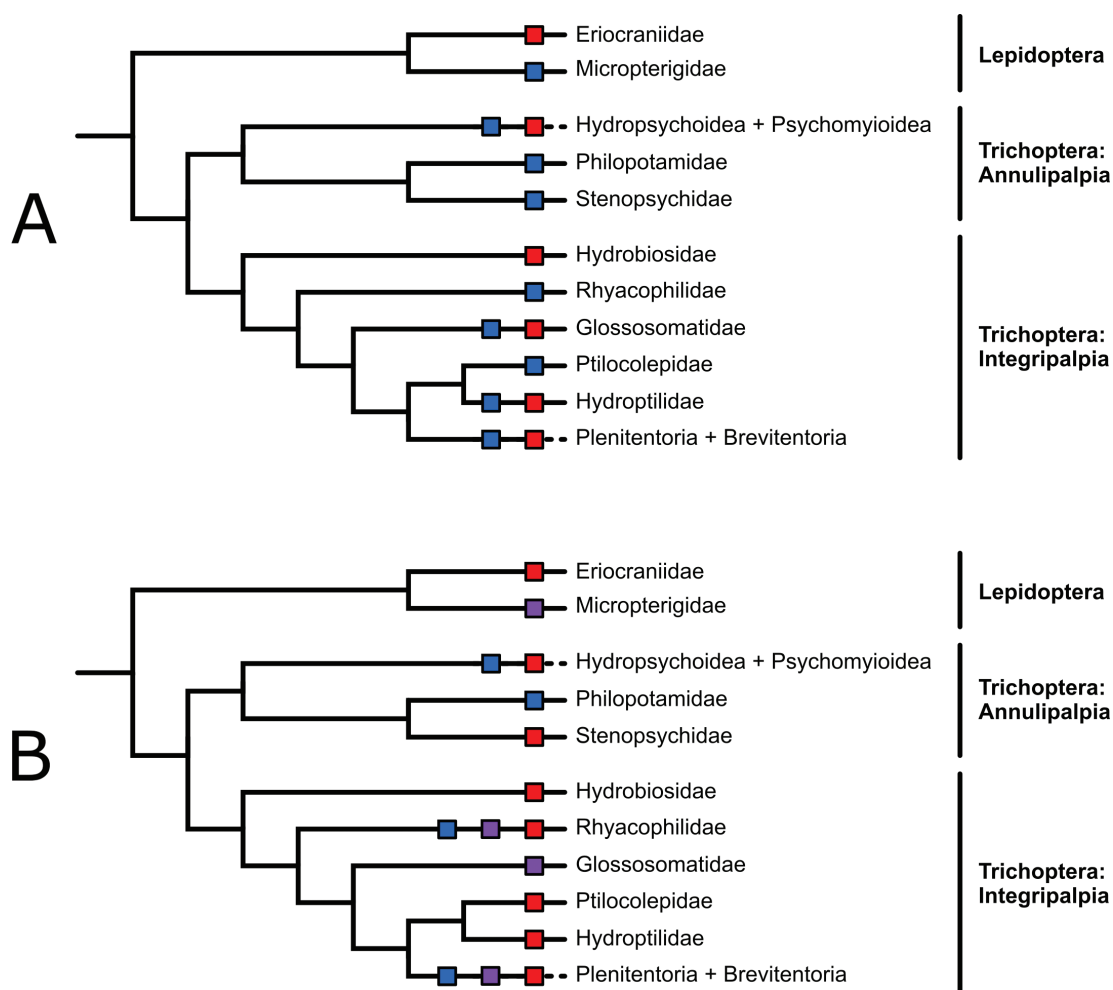 A
Eriocraniidae
Micropterigidae
Lepidoptera
Hydropsychoidea + Psychomyioidea
Philopotamidae
Stenopsychidae
Trichoptera:
Annulipalpia
Hydrobiosidae
Rhyacophilidae
Glossosomatidae
Ptilocolepidae
Hydroptilidae
Plenitentoria + Brevitentoria
Trichoptera:
Integripalpia
B
Eriocraniidae
Micropterigidae
Lepidoptera
Hydropsychoidea + Psychomyioidea
Philopotamidae
Stenopsychidae
Trichoptera:
Annulipalpia
Hydrobiosidae
Rhyacophilidae
Glossosomatidae
Ptilocolepidae
Hydroptilidae
Plenitentoria + Brevitentoria
Trichoptera:
Integripalpia